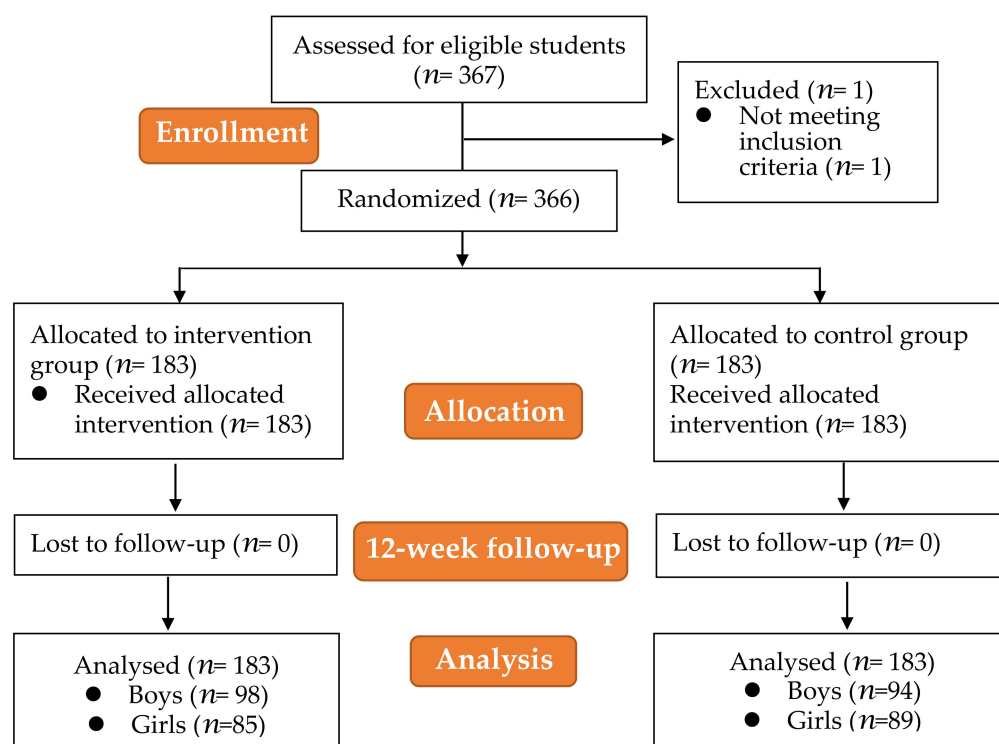 Assessed for eligible students
(n= 367)
Excluded (n= 1)
● Not meeting
inclusion
criteria (n= 1)
Enrollment
Randomized (n= 366)
Allocated to intervention
group (n= 183)
● Received allocated
intervention (n= 183)
Allocation
Allocated to control group
(n= 183)
Received allocated
intervention (n= 183)
Lost to follow-up (n= 0)
12-week follow-up
Lost to follow-up (n= 0)
Analysed (n= 183)
● Boys (n= 98)
● Girls (n=85)
Analysis
Analysed (n= 183)
● Boys (n=94)
● Girls (n=89)